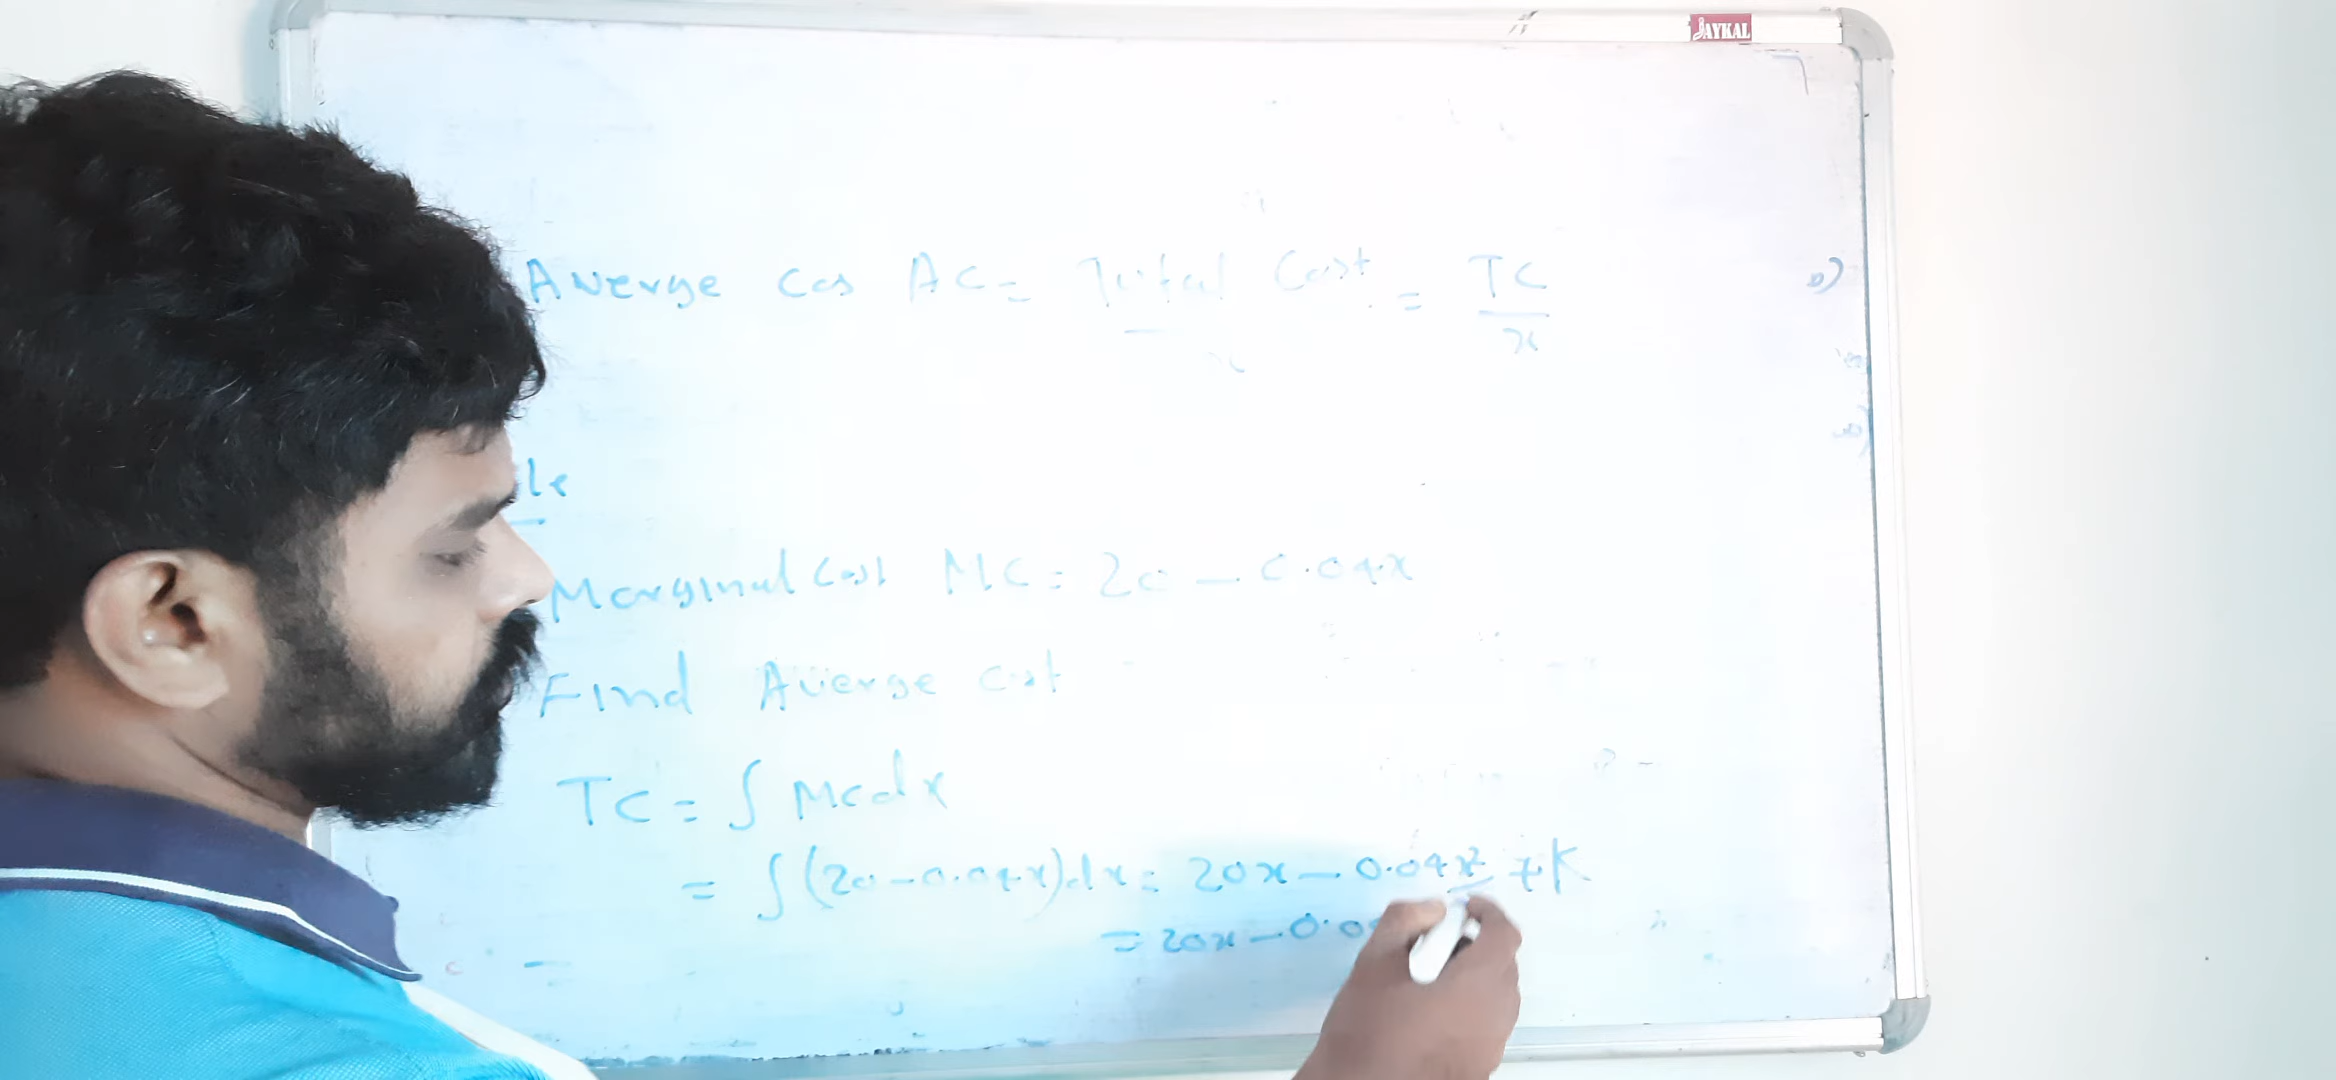 JAYKAL
Averge Cos AC = Total Cost / x = TC / x
a)
le
Marginal Cost MC = 20 - 0.04x
Find Averge cost
TC = ∫ MCdx
= ∫(20-0.04x)dx = 20x - 0.04x² + K
= 20x - 0.0